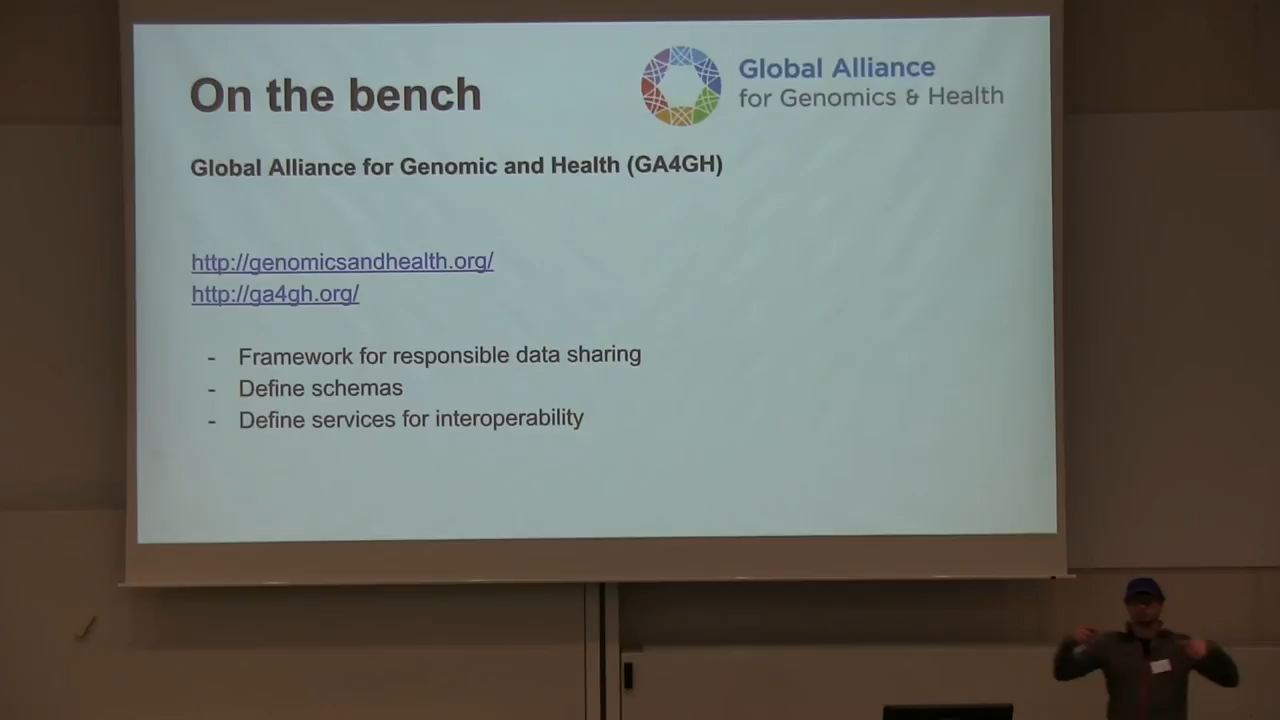 On the bench
Global Alliance
for Genomics & Health
Global Alliance for Genomic and Health (GA4GH)
http://genomicsandhealth.org/
http://ga4gh.org/
- Framework for responsible data sharing
- Define schemas
- Define services for interoperability